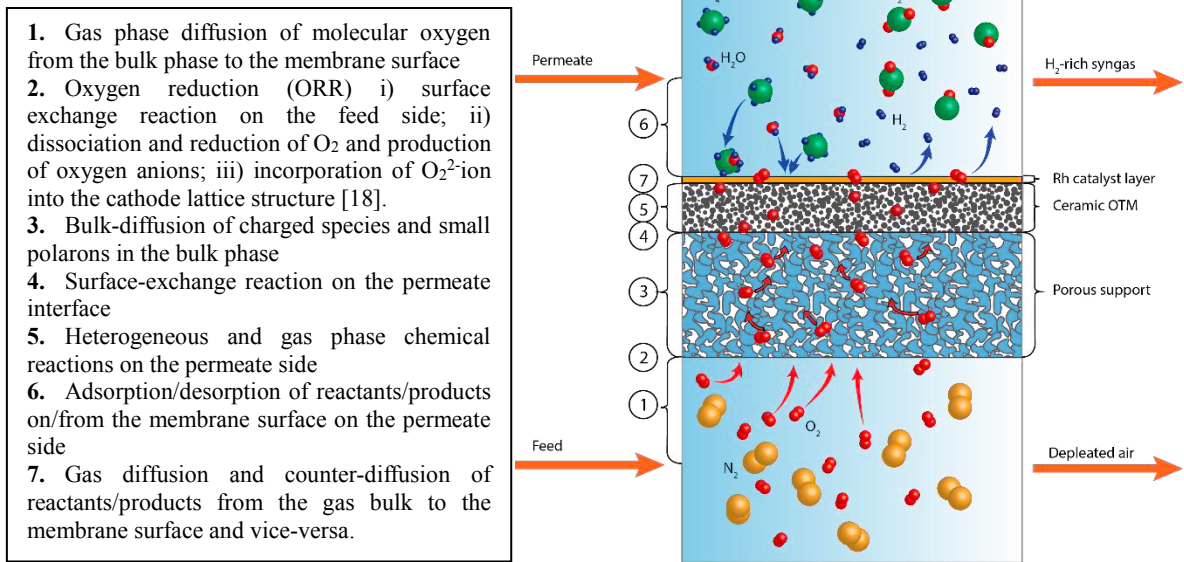 1. Gas phase diffusion of molecular oxygen
from the bulk phase to the membrane surface
2. Oxygen reduction (ORR) i) surface
exchange reaction on the feed side; ii)
dissociation and reduction of O₂ and production
of oxygen anions; iii) incorporation of O₂²⁻ion
into the cathode lattice structure [18].
3. Bulk-diffusion of charged species and small
polarons in the bulk phase
4. Surface-exchange reaction on the permeate
interface
5. Heterogeneous and gas phase chemical
reactions on the permeate side
6. Adsorption/desorption of reactants/products
on/from the membrane surface on the permeate
side
7. Gas diffusion and counter-diffusion of
reactants/products from the gas bulk to the
membrane surface and vice-versa.
Permeate
Feed
6
7
5
4
3
2
1
H₂O
H₂
O₂
N₂
H₂-rich syngas
Rh catalyst layer
Ceramic OTM
Porous support
Depleated air